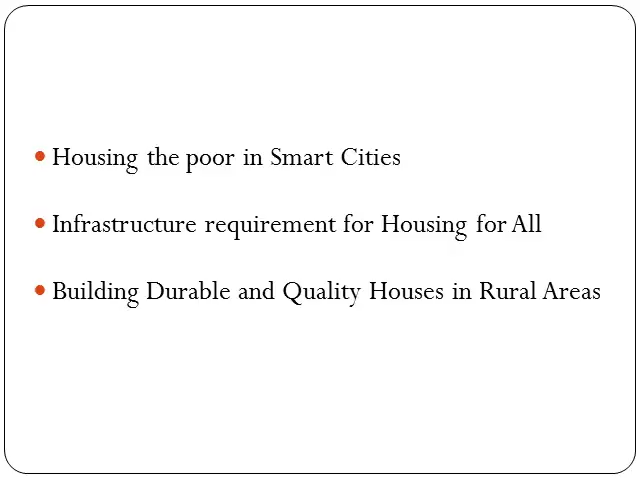 • Housing the poor in Smart Cities
• Infrastructure requirement for Housing for All
• Building Durable and Quality Houses in Rural Areas